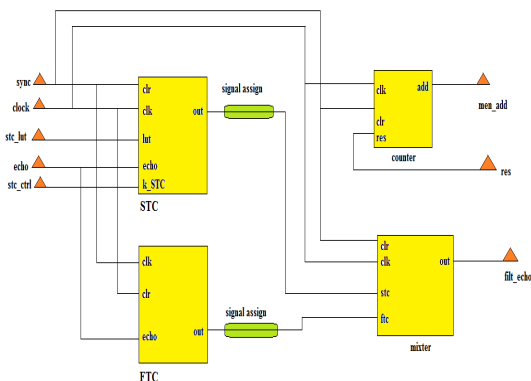 sync
clock
stc_lut
echo
stc_ctrl
clr
clk
lut
echo
k_STC
out
STC
signal assign
clk
clr
echo
out
FTC
signal assign
clk
add
clr
res
counter
men_add
res
clr
clk
stc
ftc
out
mixter
filt_echo